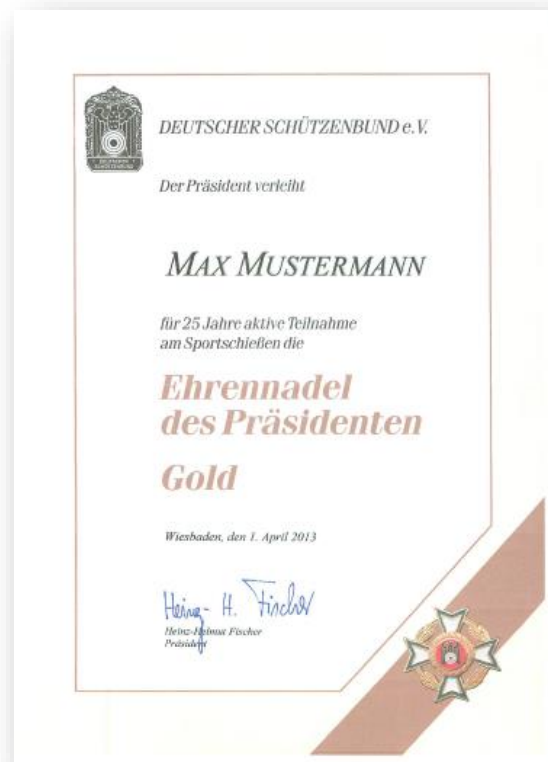 DEUTSCHER SCHÜTZENBUND e.V.
Der Präsident verleiht
MAX MUSTERMANN
für 25 Jahre aktive Teilnahme
am Sportschießen die
Ehrennadel
des Präsidenten
Gold
Wiesbaden, den 1. April 2013
Heinz-H. Fischer
Heinz-Helmut Fischer
Präsident